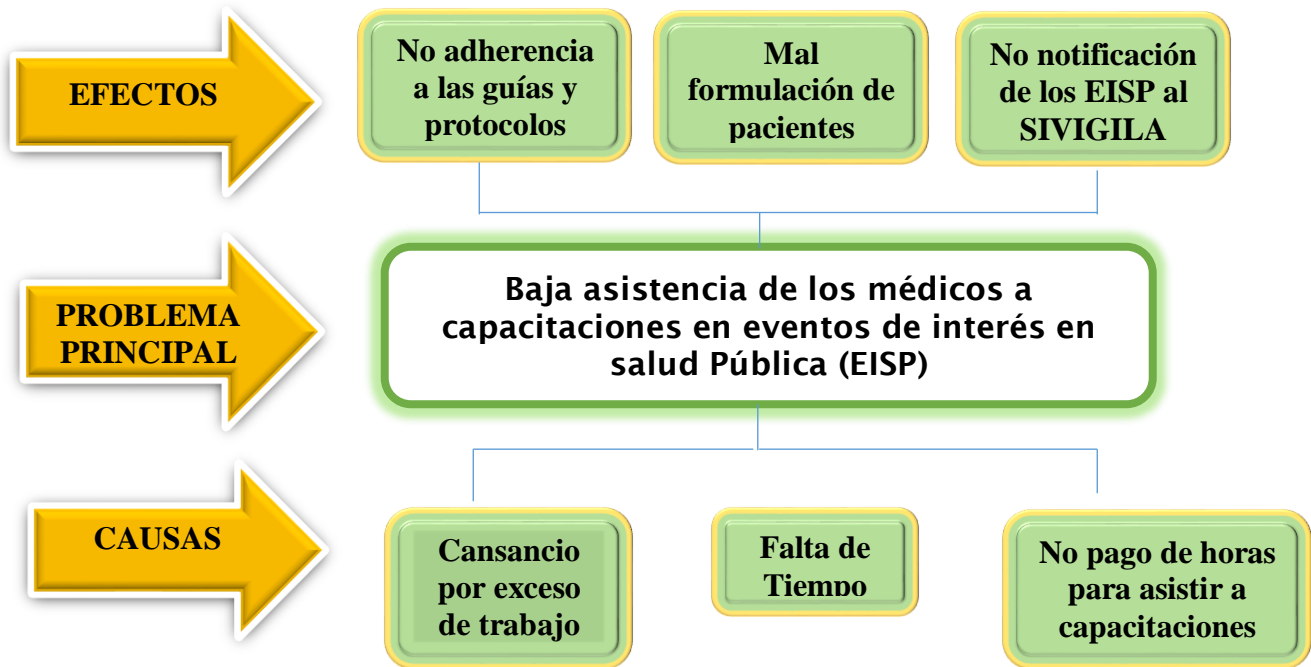 EFECTOS
No adherencia
a las guías y
protocolos
Mal
formulación de
pacientes
No notificación
de los EISP al
SIVIGILA
PROBLEMA
PRINCIPAL
Baja asistencia de los médicos a
capacitaciones en eventos de interés en
salud Pública (EISP)
CAUSAS
Cansancio
por exceso
de trabajo
Falta de
Tiempo
No pago de horas
para asistir a
capacitaciones